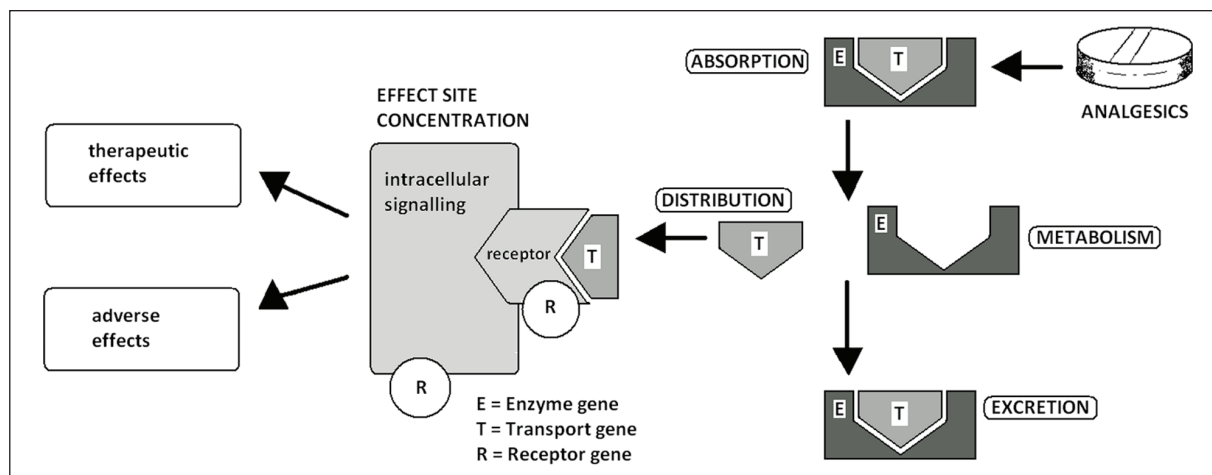 ABSORPTION
E
T
ANALGESICS
EFFECT SITE
CONCENTRATION
therapeutic
effects
intracellular
signalling
DISTRIBUTION
T
E
METABOLISM
receptor
T
R
adverse
effects
R
E = Enzyme gene
T = Transport gene
R = Receptor gene
E
T
EXCRETION